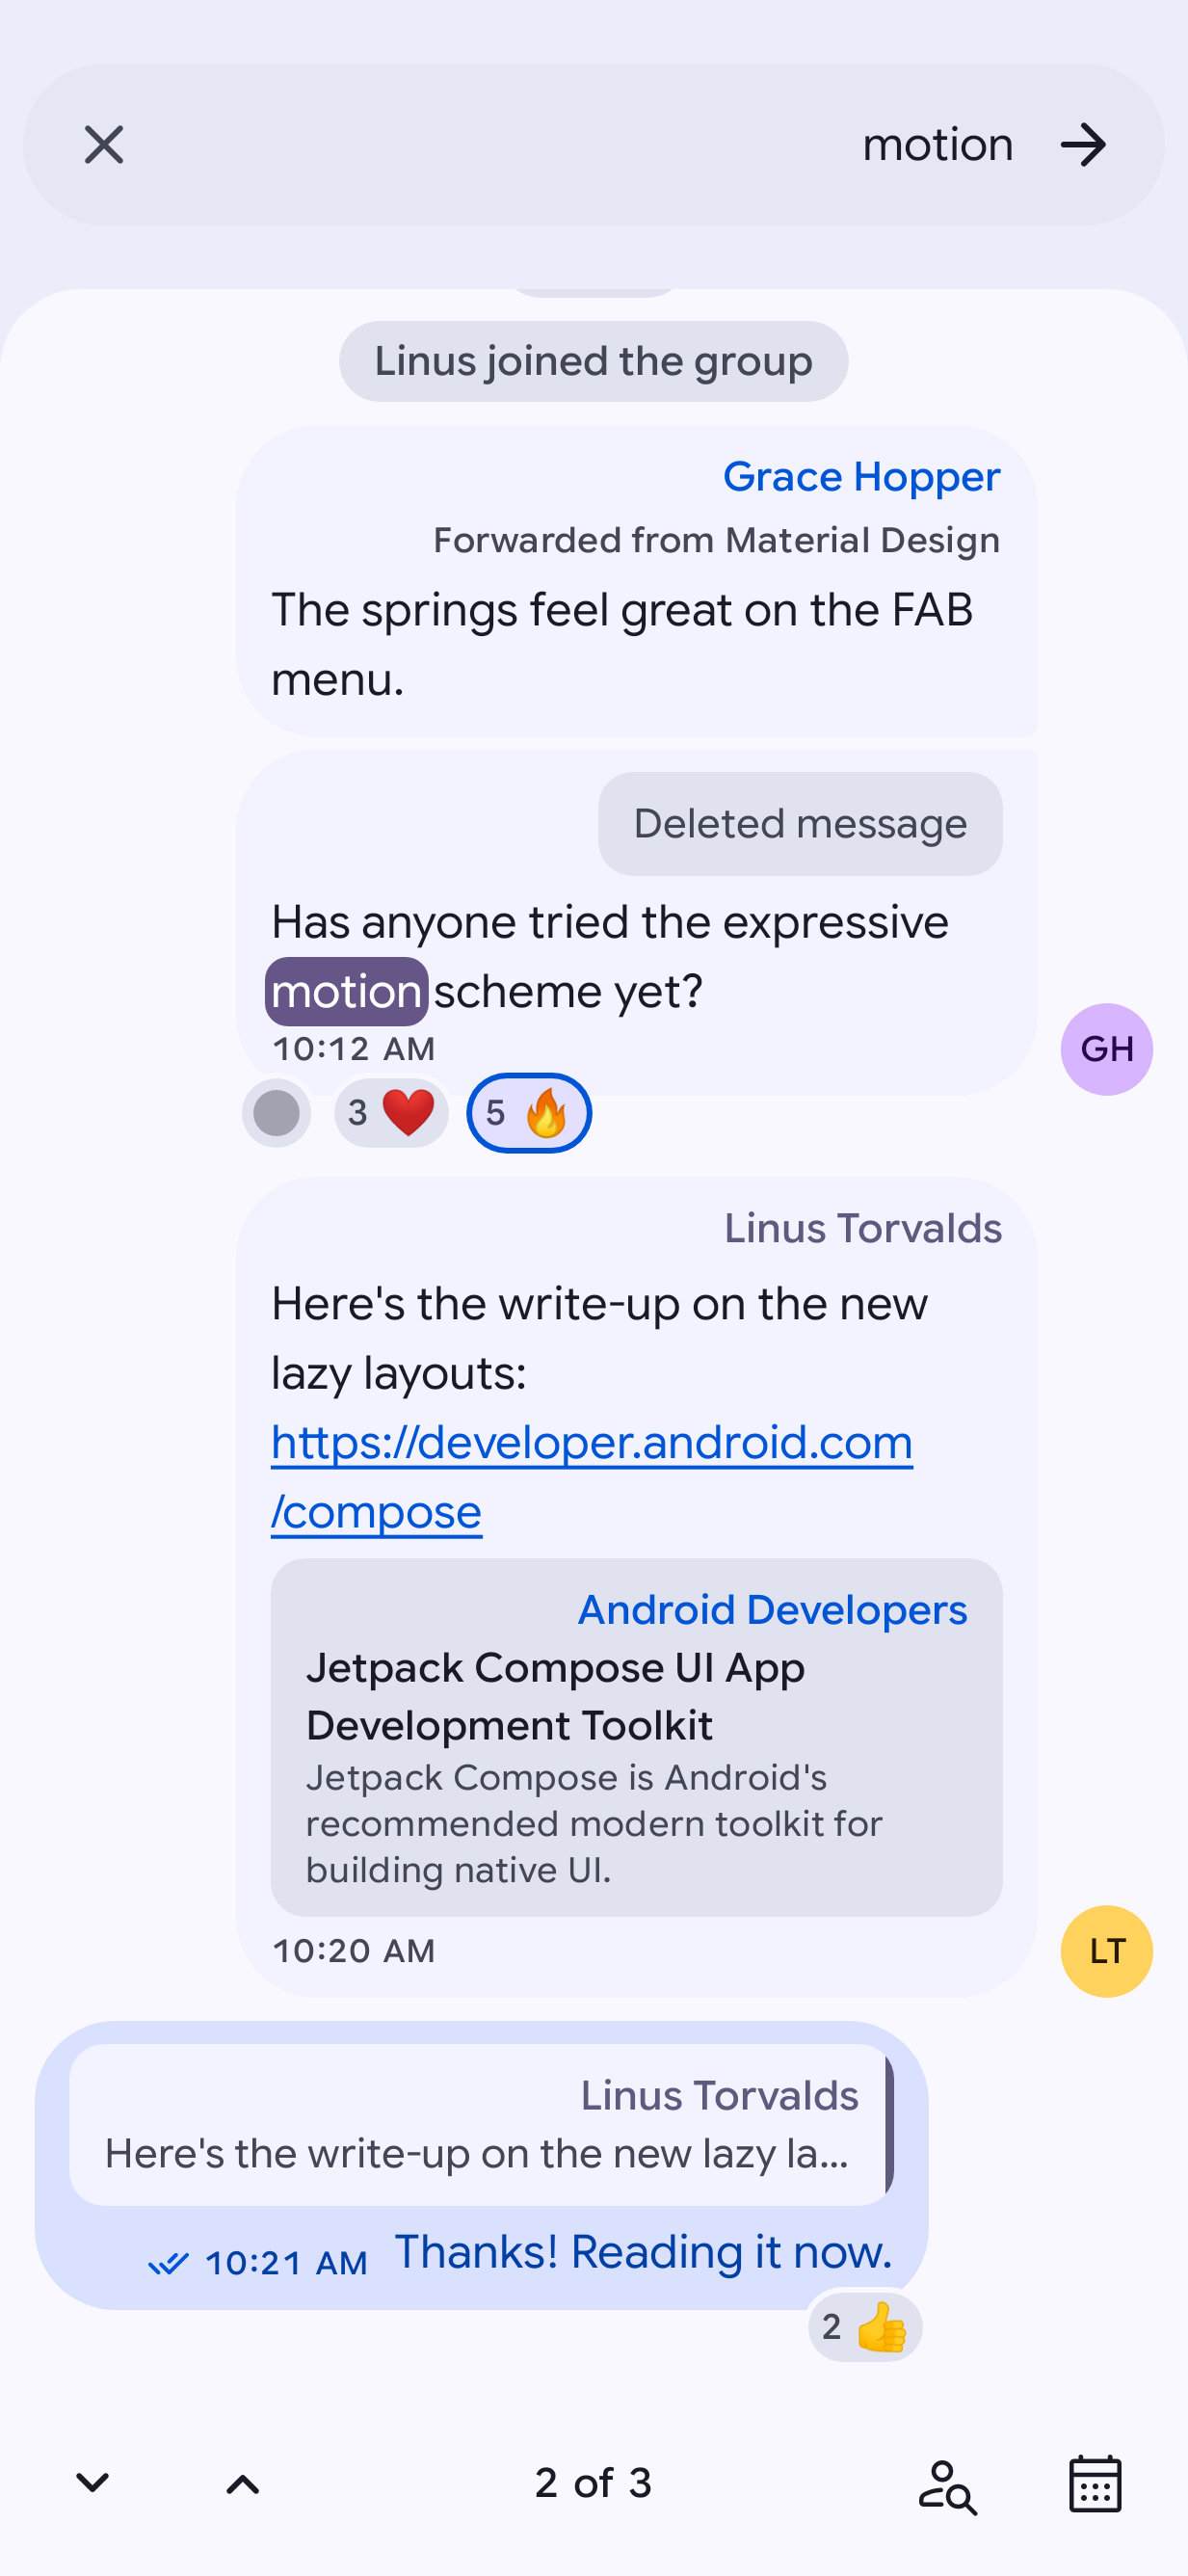 motion
Linus joined the group
Grace Hopper
Forwarded from Material Design
The springs feel great on the FAB
menu.
Deleted message
Has anyone tried the expressive
motion scheme yet?
10:12 AM
GH
3 ❤️
5 🔥
Linus Torvalds
Here's the write-up on the new
lazy layouts:
https://developer.android.com
/compose
Android Developers
Jetpack Compose UI App
Development Toolkit
Jetpack Compose is Android's
recommended modern toolkit for
building native UI.
10:20 AM
LT
Linus Torvalds
Here's the write-up on the new lazy la...
Thanks! Reading it now.
10:21 AM
2 👍
2 of 3